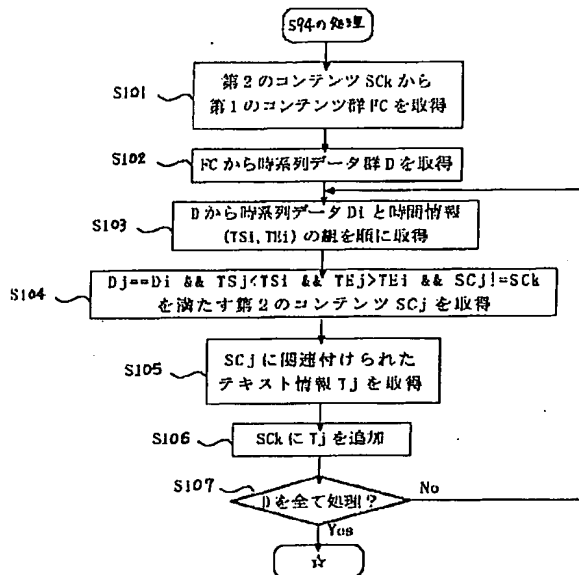 S94の処理
S101
第2のコンテンツSCkから
第1のコンテンツ群FCを取得
S102
FCから時系列データ群Dを取得
S103
Dから時系列データDiと時間情報
(TSi,TEi)の組を順に取得
S104
Dj==Di && TSj<TSi && TEj>TEi && SCj!=SCk
を満たす第2のコンテンツSCjを取得
S105
SCjに関連付けられた
テキスト情報Tjを取得
S106
SCkにTjを追加
S107
Dを全て処理?
No
Yes
☆